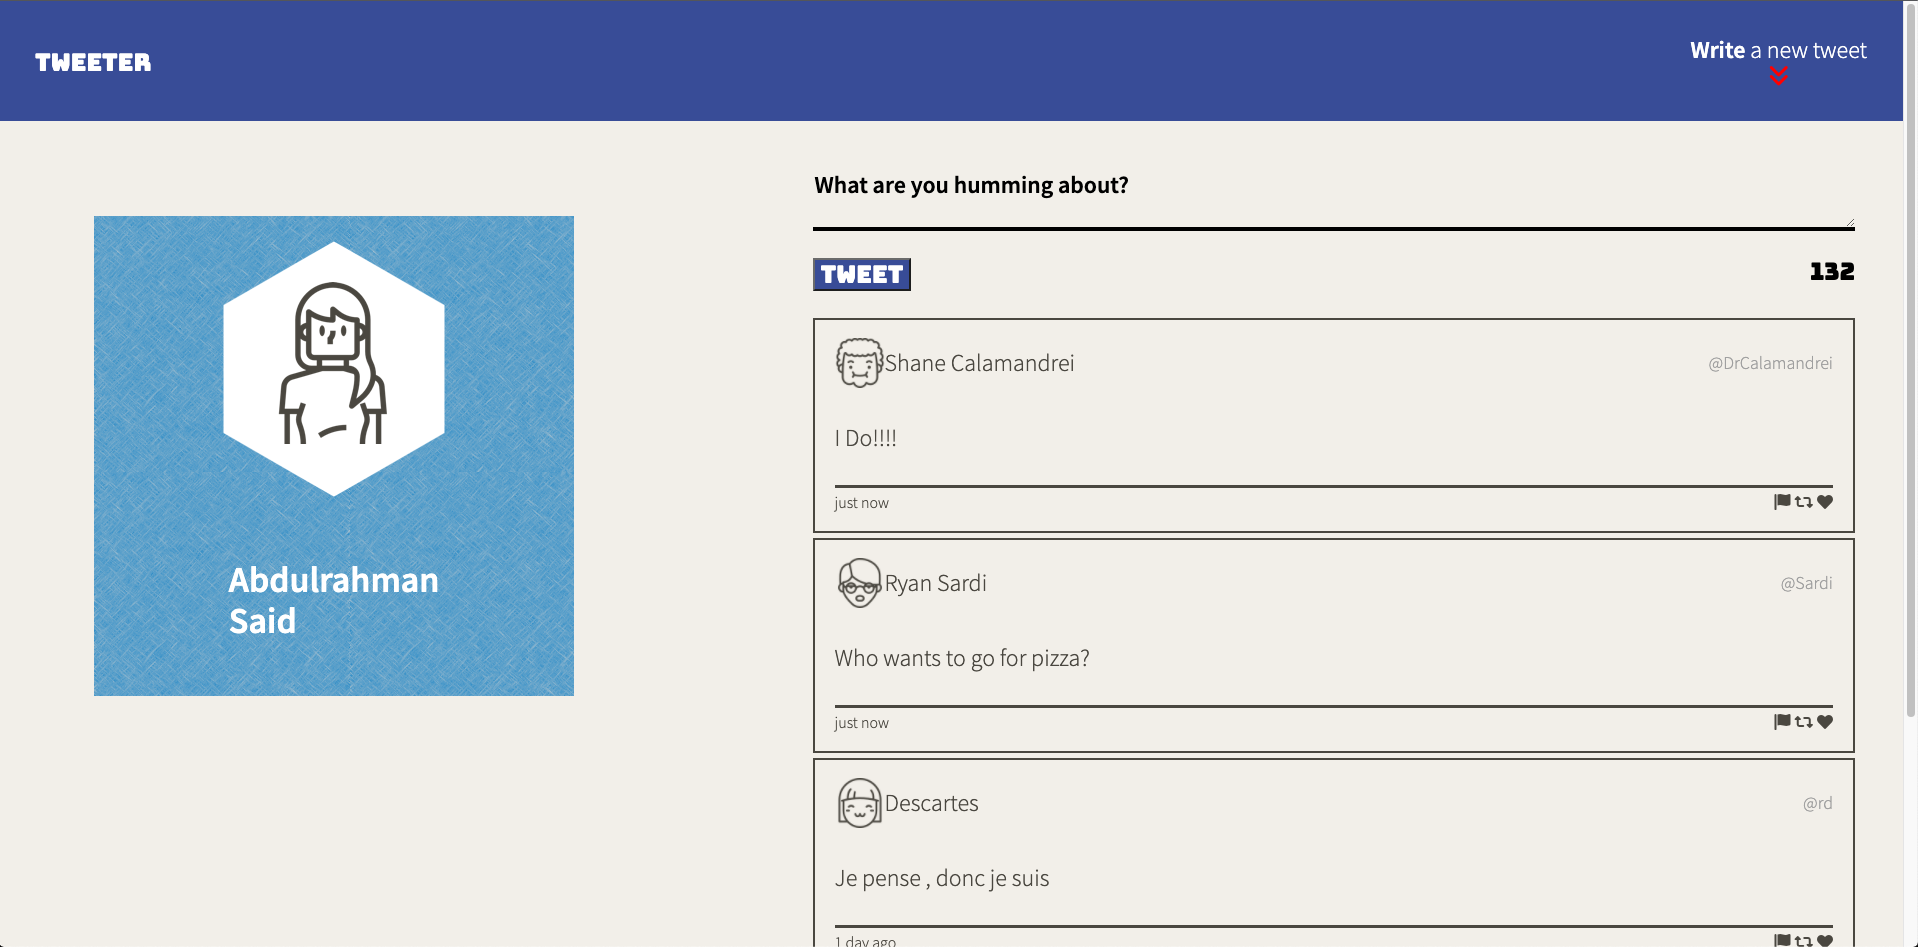 TWEETER
Write a new tweet
Abdulrahman
Said
What are you humming about?
TWEET
132
Shane Calamandrei
@DrCalamandrei
I Do!!!!
just now
Ryan Sardi
@Sardi
Who wants to go for pizza?
just now
Descartes
@rd
Je pense , donc je suis
1 day ago